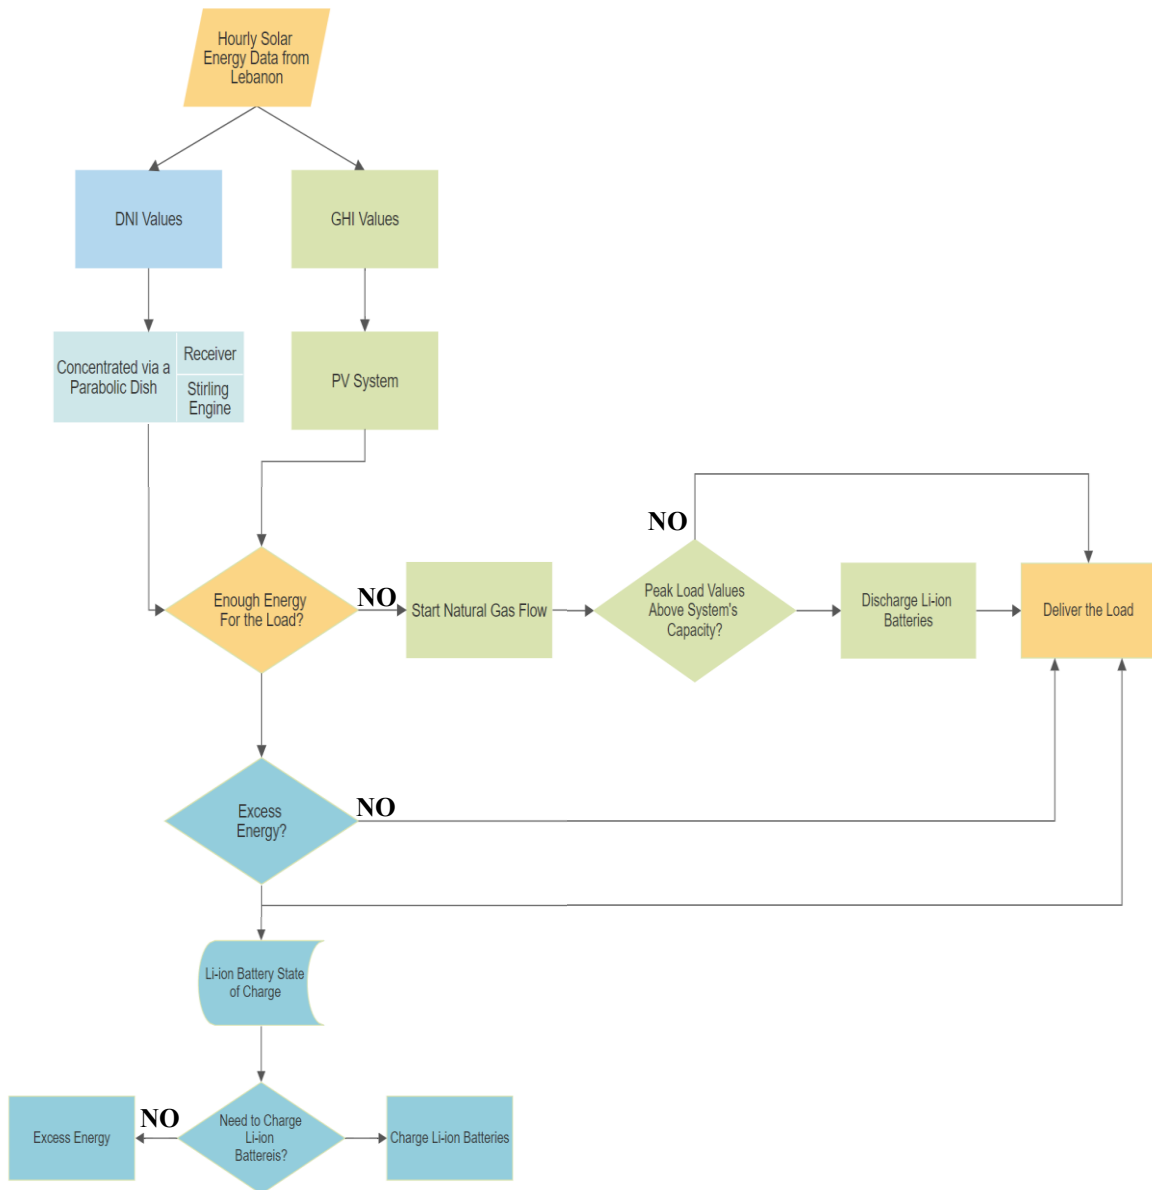 Hourly Solar
Energy Data from
Lebanon
DNI Values
GHI Values
Concentrated via a
Parabolic Dish
Receiver
Stirling
Engine
PV System
NO
Enough Energy
For the Load?
NO
Start Natural Gas Flow
Peak Load Values
Above System's
Capacity?
Discharge Li-ion
Batteries
Deliver the Load
Excess
Energy?
NO
Li-ion Battery State
of Charge
Excess Energy
NO
Need to Charge
Li-ion
Battereis?
Charge Li-ion Batteries